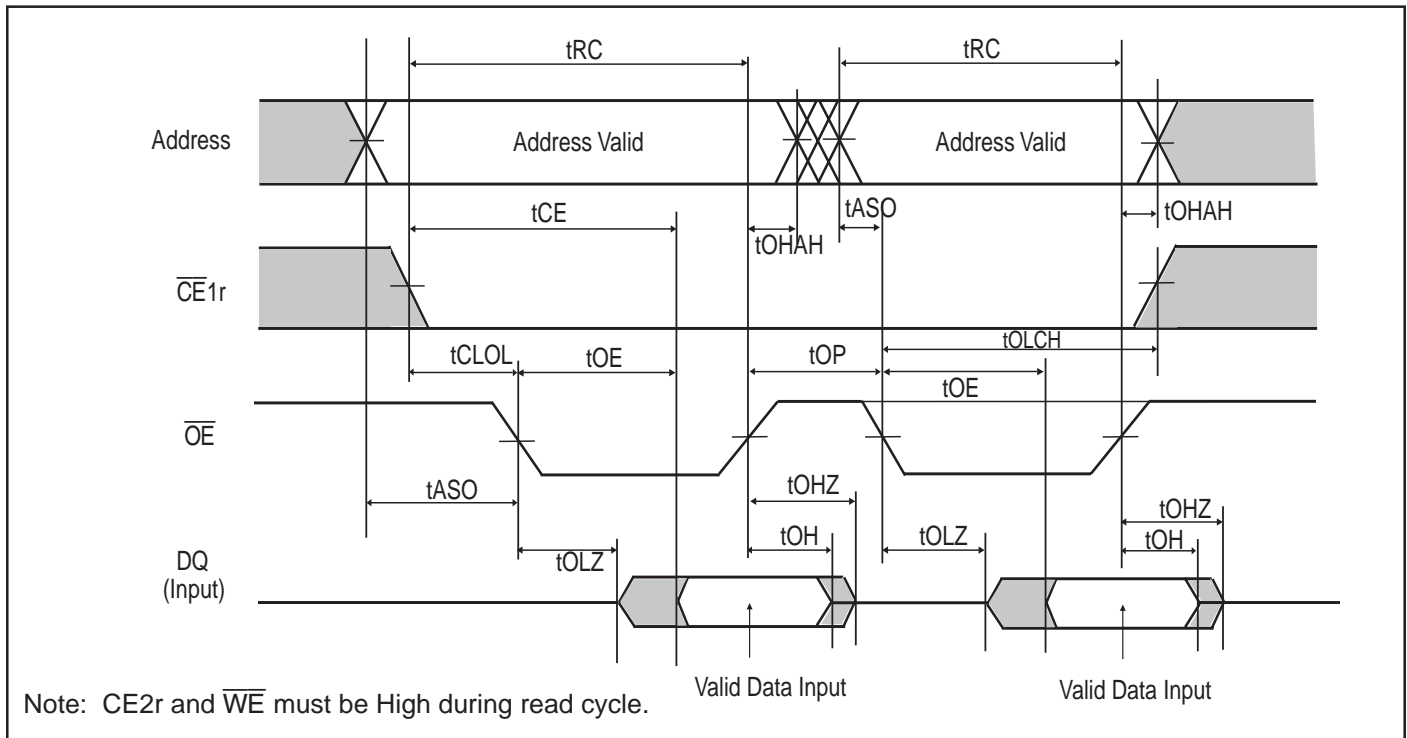 tRC tRC
Address Address Valid Address Valid
tCE tASO tOHAH
tOHAH
CE1r
tOLCH
tCLOL tOE tOP
tOE
OE
tASO tOHZ
tOHZ
tOH tOLZ tOH
tOLZ
DQ
(Input)
Valid Data Input Valid Data Input
Note: CE2r and WE must be High during read cycle.